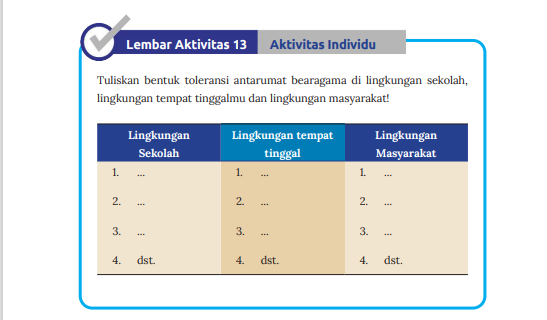 Lembar Aktivitas 13 Aktivitas Individu
Tuliskan bentuk toleransi antarumat bearagama di lingkungan sekolah,
lingkungan tempat tinggalmu dan lingkungan masyarakat!
Lingkungan Sekolah Lingkungan tempat tinggal Lingkungan Masyarakat
1. ... 1. ... 1. ...
2. ... 2. ... 2. ...
3. ... 3. ... 3. ...
4. dst. 4. dst. 4. dst.